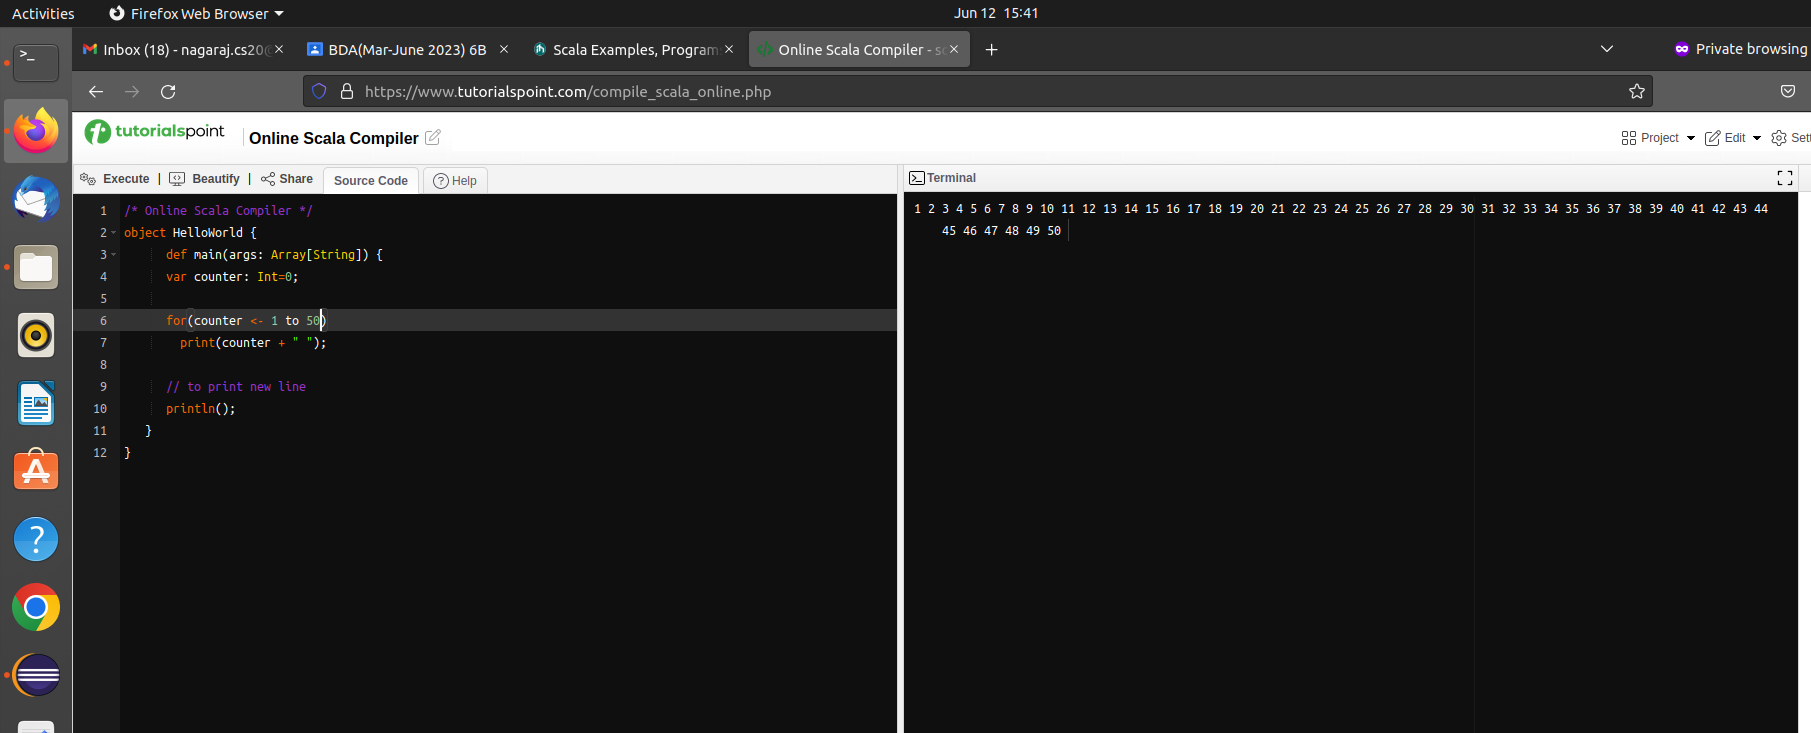 Activities Firefox Web Browser Jun 12 15:41
Inbox (18) - nagaraj.cs20@ BDA(Mar-June 2023) 6B Scala Examples, Program Online Scala Compiler - sc Private browsing
https://www.tutorialspoint.com/compile_scala_online.php
tutorialspoint Online Scala Compiler Project Edit Sett
Execute | Beautify | Share Source Code Help
1 /* Online Scala Compiler */
2 object HelloWorld {
3 def main(args: Array[String]) {
4 var counter: Int=0;
5
6 for(counter <- 1 to 50)
7 print(counter + " ");
8
9 // to print new line
10 println();
11 }
12 }
Terminal
1 2 3 4 5 6 7 8 9 10 11 12 13 14 15 16 17 18 19 20 21 22 23 24 25 26 27 28 29 30 31 32 33 34 35 36 37 38 39 40 41 42 43 44
45 46 47 48 49 50